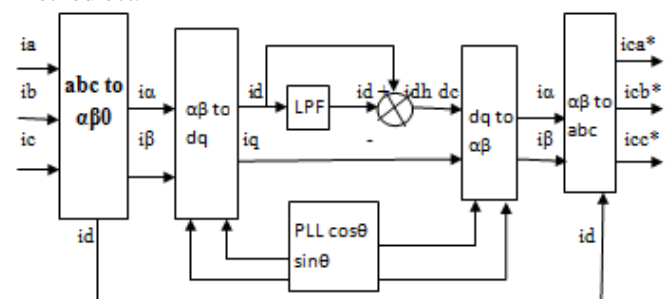 ia
ib
ic
abc to
αβ0
iα
iβ
αβ to
dq
id
iq
LPF
id +
idh dc
-
dq to
αβ
iα
iβ
αβ to
abc
ica*
icb*
icc*
PLL cosθ
sinθ
id
id